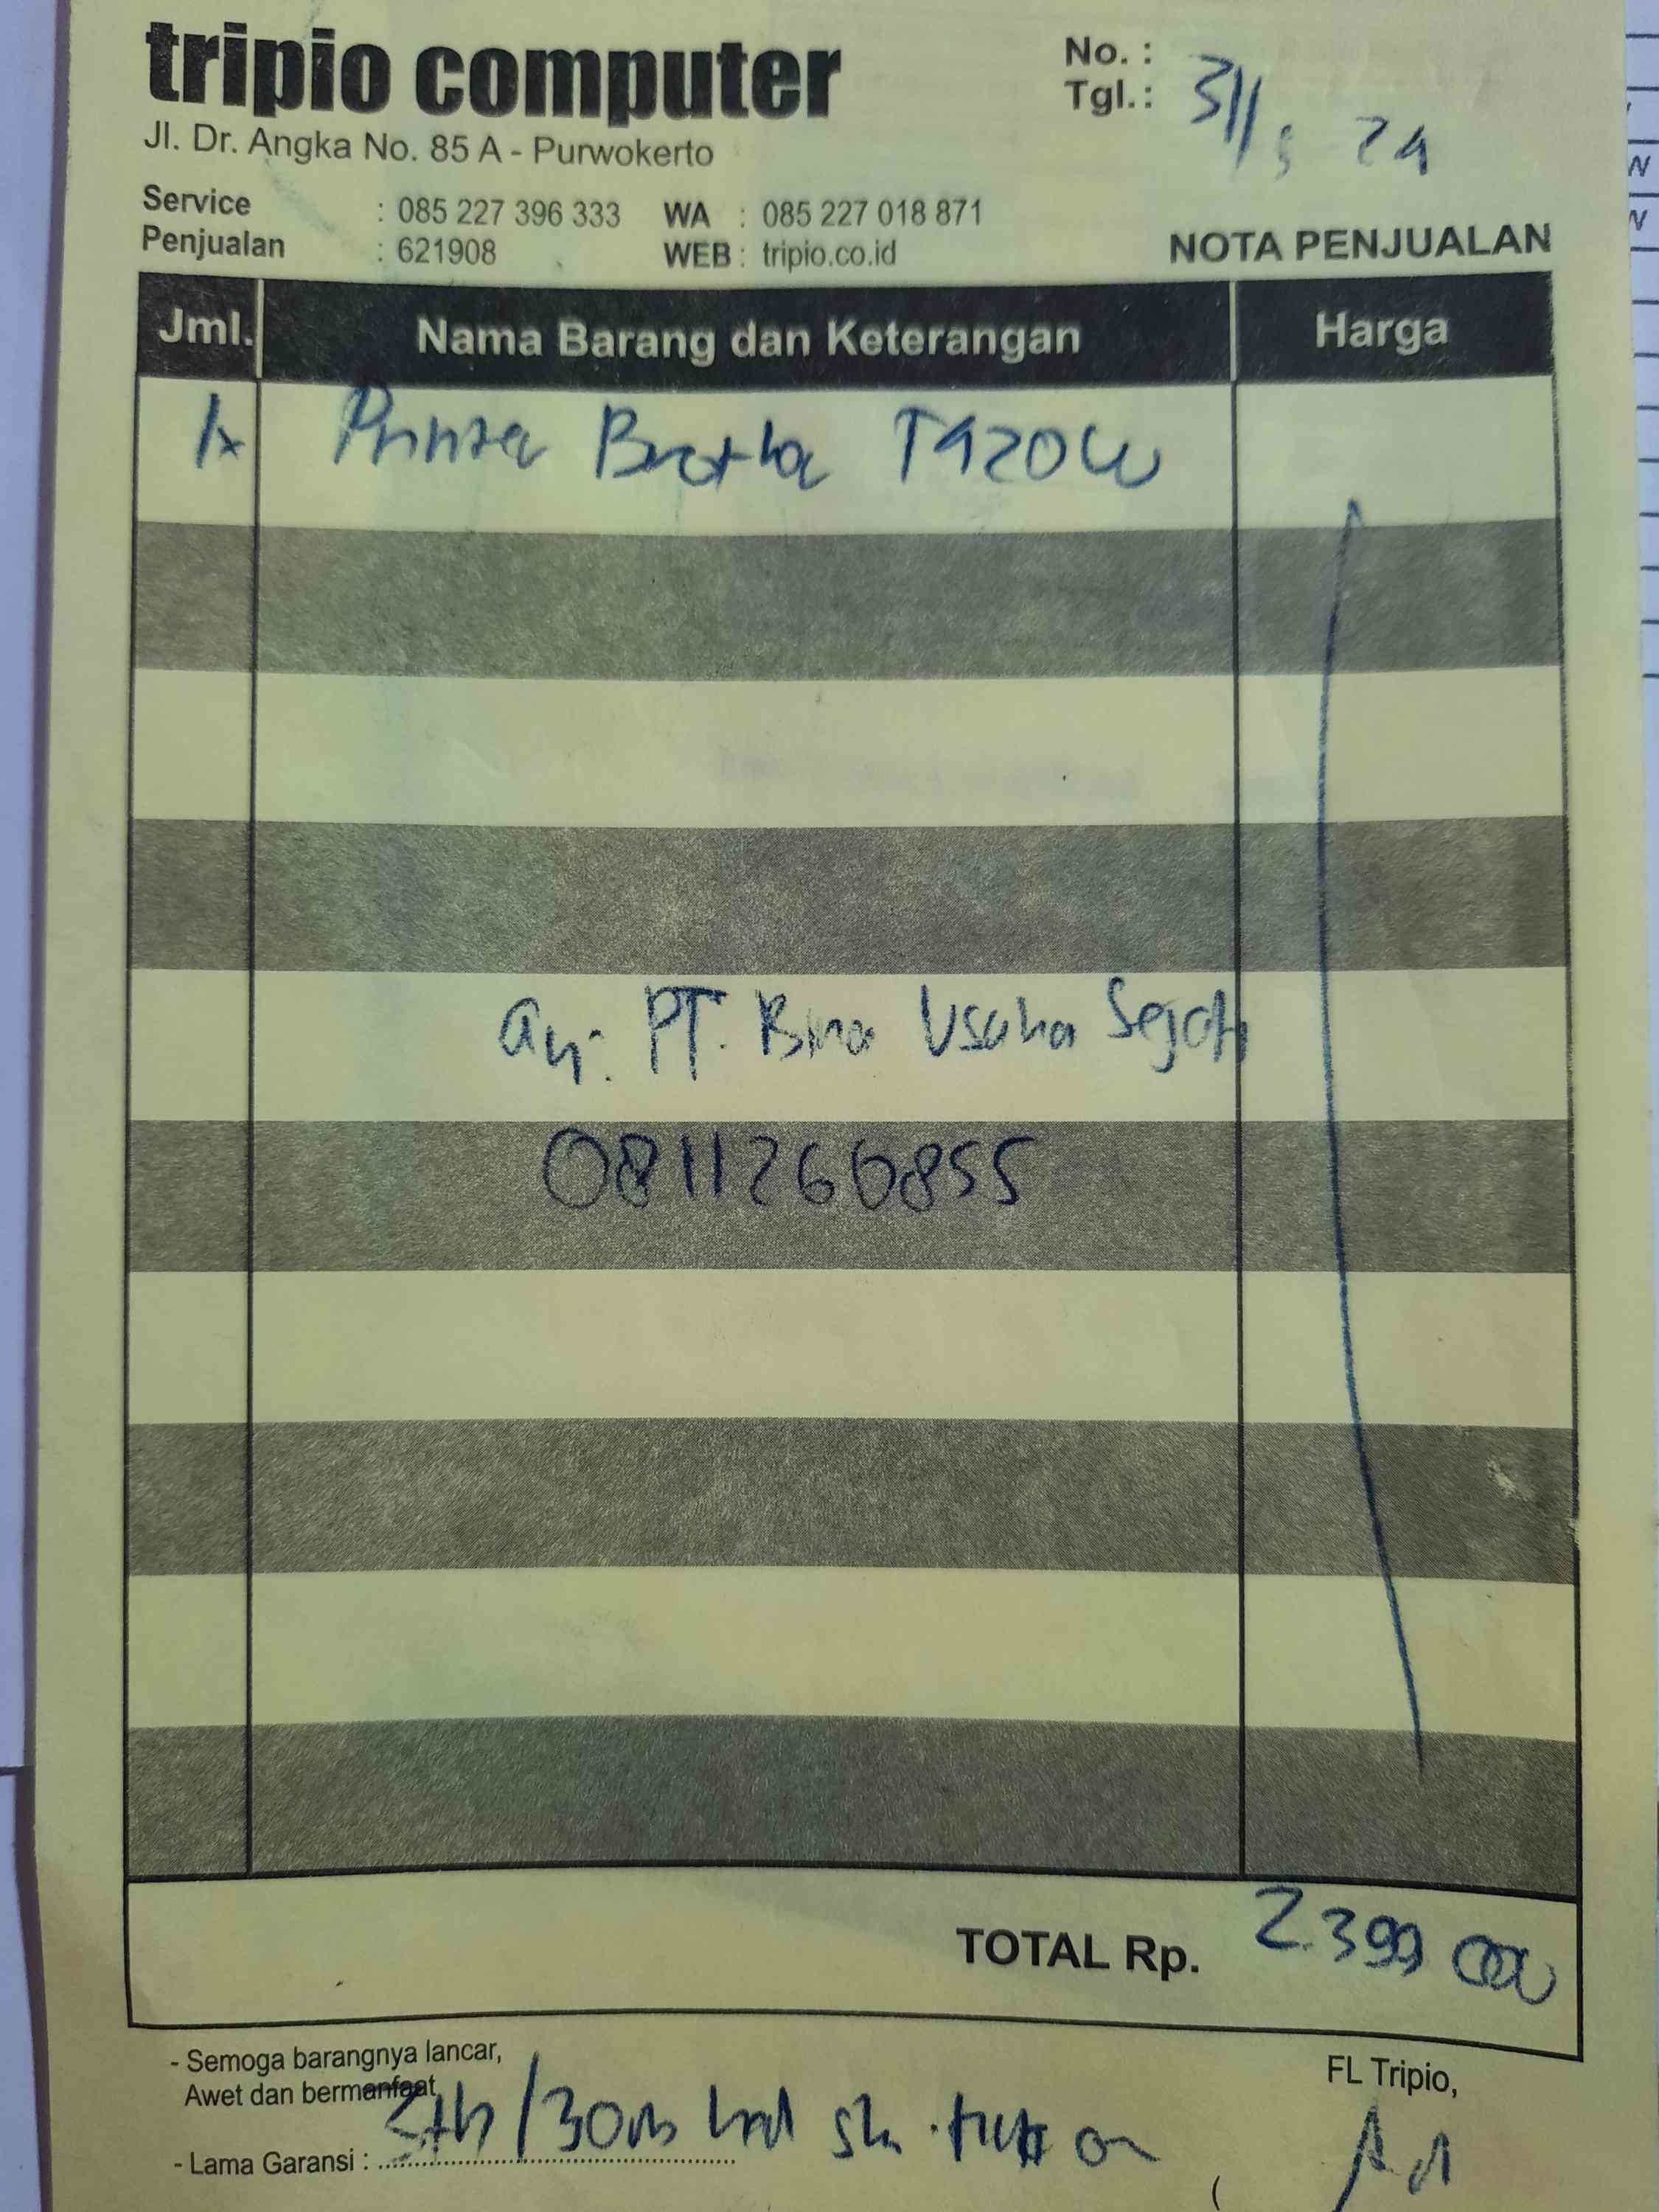 tripio computer
Jl. Dr. Angka No. 85 A - Purwokerto
No. :
Tgl. : 31/5 24
Service : 085 227 396 333 WA : 085 227 018 871
Penjualan : 621908 WEB : tripio.co.id
NOTA PENJUALAN
Jml. Nama Barang dan Keterangan Harga
1x Printer Brother T920W
an: PT. Bina Usaha Sejati
08112660855
TOTAL Rp. 2.399 000
- Semoga barangnya lancar,
Awet dan bermanfaat
FL Tripio,
- Lama Garansi : /30